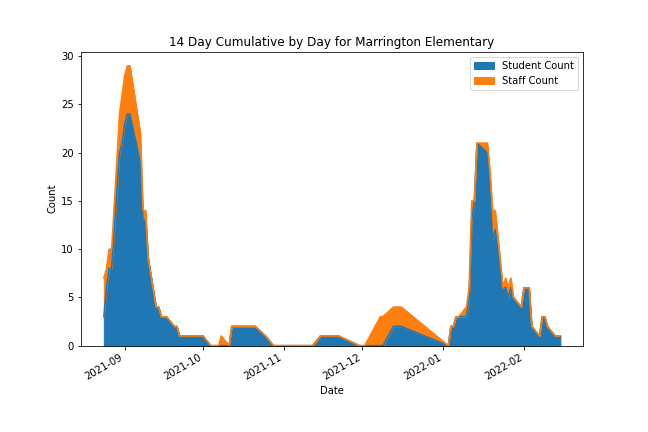 14 Day Cumulative by Day for Marrington Elementary
Student Count
Staff Count
30
25
20
15
10
5
0
Count
2021-09
2021-10
2021-11
2021-12
2022-01
2022-02
Date